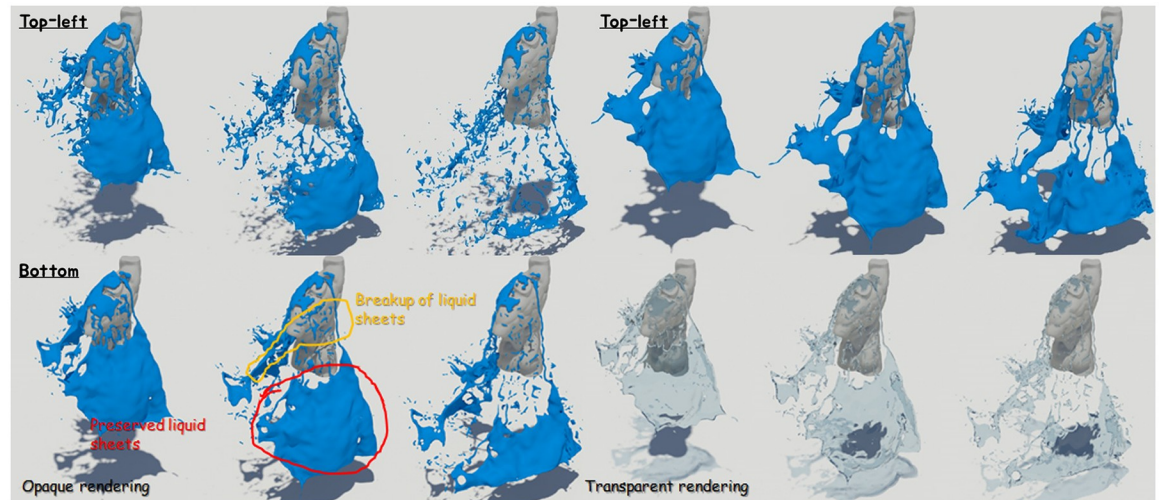 Top-left
Top-left
Bottom
Breakup of liquid
sheets
Preserved liquid
sheets
Opaque rendering
Transparent rendering